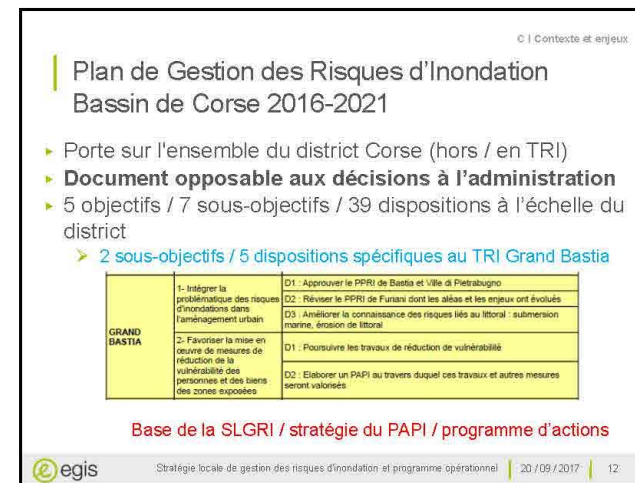 C I Contexte et enjeux
Plan de Gestion des Risques d'Inondation
Bassin de Corse 2016-2021
► Porte sur l'ensemble du district Corse (hors / en TRI)
► Document opposable aux décisions à l'administration
► 5 objectifs / 7 sous-objectifs / 39 dispositions à l'échelle du
district
➢ 2 sous-objectifs / 5 dispositions spécifiques au TRI Grand Bastia
GRAND
BASTIA
1- Intégrer la
problématique des risques
d'inondations dans
l'aménagement urbain
D1 : Approuver le PPRI de Bastia et Ville di Pietrabugno
D2 : Réviser le PPRI de Furiani dont les aléas et les enjeux ont évolués
D3 : Améliorer la connaissance des risques liés au littoral : submersion
marine, érosion de littoral
2- Favoriser la mise en
œuvre de mesures de
réduction de la
vulnérabilité des
personnes et des biens
des zones exposées
D1 : Poursuivre les travaux de réduction de vulnérabilité
D2 : Elaborer un PAPI au travers duquel ces travaux et autres mesures
seront valorisés
Base de la SLGRI / stratégie du PAPI / programme d'actions
egis
Stratégie locale de gestion des risques d'inondation et programme opérationnel
20 / 09 / 2017
12